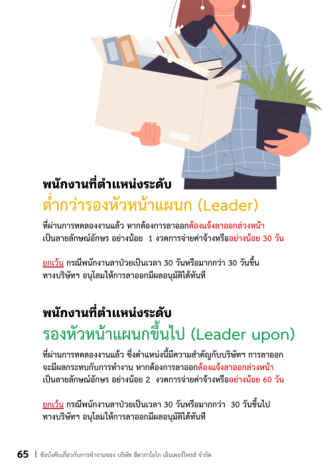 พนักงานที่ตำแหน่งระดับ
ต่ำกว่ารองหัวหน้าแผนก (Leader)
ที่ผ่านการทดลองงานแล้ว หากต้องการลาออกต้องแจ้งลาออกล่วงหน้า
เป็นลายลักษณ์อักษร อย่างน้อย 1 งวดการจ่ายค่าจ้างหรืออย่างน้อย 30 วัน
ยกเว้น กรณีพนักงานลาป่วยเป็นเวลา 30 วันหรือมากกว่า 30 วันขึ้น
ทางบริษัทฯ อนุโลมให้การลาออกมีผลอนุมัติได้ทันที
พนักงานที่ตำแหน่งระดับ
รองหัวหน้าแผนกขึ้นไป (Leader upon)
ที่ผ่านการทดลองงานแล้ว ซึ่งตำแหน่งนี้มีความสำคัญกับบริษัทฯ การลาออก
จะมีผลกระทบกับการทำงาน หากต้องการลาออกต้องแจ้งลาออกล่วงหน้า
เป็นลายลักษณ์อักษร อย่างน้อย 2 งวดการจ่ายค่าจ้างหรืออย่างน้อย 60 วัน
ยกเว้น กรณีพนักงานลาป่วยเป็นเวลา 30 วันหรือมากกว่า 30 วันขึ้นไป
ทางบริษัทฯ อนุโลมให้การลาออกมีผลอนุมัติได้ทันที
65 | ข้อบังคับเกี่ยวกับการทำงานของ บริษัท ฮีดากาโยโก เอ็นเตอร์ไพรส์ จำกัด